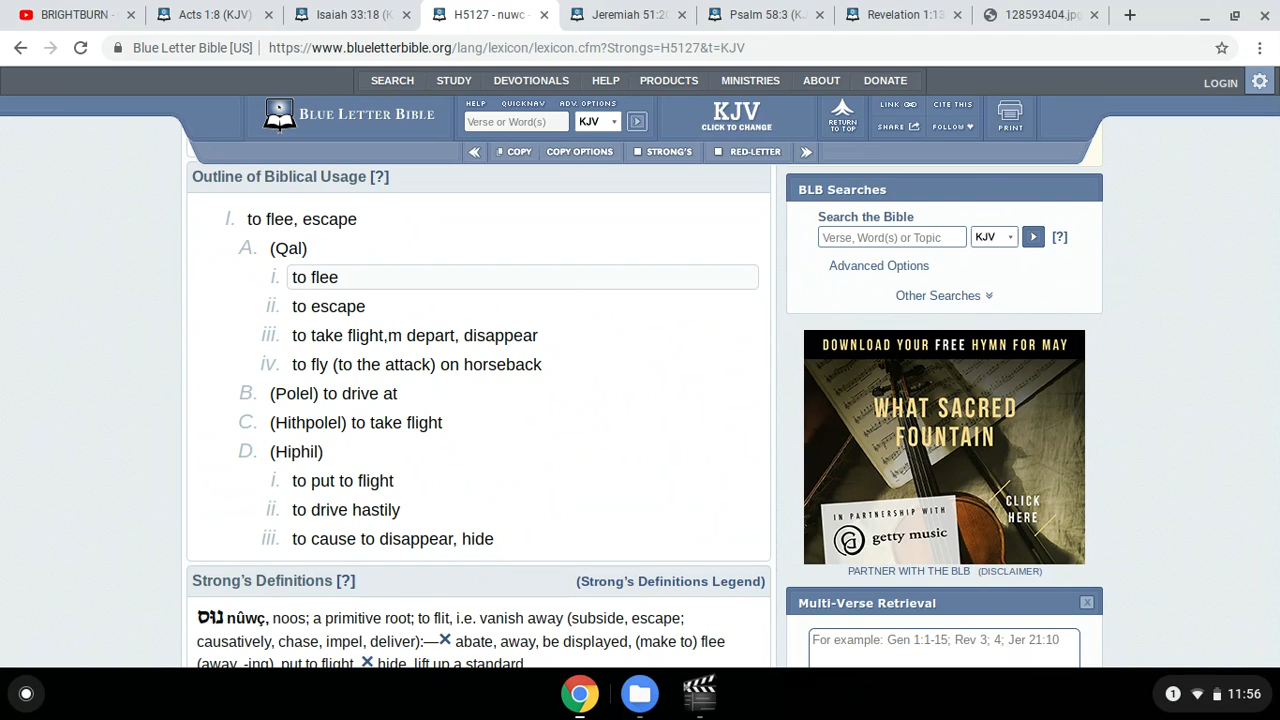 BRIGHTBURN
Acts 1:8 (KJV)
Isaiah 33:18 (K
H5127 - nuwc -
Jeremiah 51:20
Psalm 58:3 (K
Revelation 1:13
128593404.jpg
Blue Letter Bible [US]
https://www.blueletterbible.org/lang/lexicon/lexicon.cfm?Strongs=H5127&t=KJV
SEARCH STUDY DEVOTIONALS HELP PRODUCTS MINISTRIES ABOUT DONATE
LOGIN
BLUE LETTER BIBLE
HELP QUICKNAV ADV. OPTIONS
Verse or Word(s) KJV
KJV
CLICK TO CHANGE
RETURN
TO TOP
LINK CITE THIS
SHARE FOLLOW
PRINT
COPY COPY OPTIONS STRONG'S RED-LETTER
Outline of Biblical Usage [?]
I. to flee, escape
A. (Qal)
i. to flee
ii. to escape
iii. to take flight,m depart, disappear
iv. to fly (to the attack) on horseback
B. (Polel) to drive at
C. (Hithpolel) to take flight
D. (Hiphil)
i. to put to flight
ii. to drive hastily
iii. to cause to disappear, hide
Strong's Definitions [?]
(Strong's Definitions Legend)
נוּס nûwç, noos; a primitive root; to flit, i.e. vanish away (subside, escape;
causatively, chase, impel, deliver):—× abate, away, be displayed, (make to) flee
(away, -ing), put to flight, × hide, lift up a standard.
BLB Searches
Search the Bible
Verse, Word(s) or Topic KJV [?]
Advanced Options
Other Searches
DOWNLOAD YOUR FREE HYMN FOR MAY
WHAT SACRED
FOUNTAIN
CLICK
HERE
IN PARTNERSHIP WITH
G getty music
PARTNER WITH THE BLB (DISCLAIMER)
Multi-Verse Retrieval x
For example: Gen 1:1-15; Rev 3; 4; Jer 21:10
1 11:56